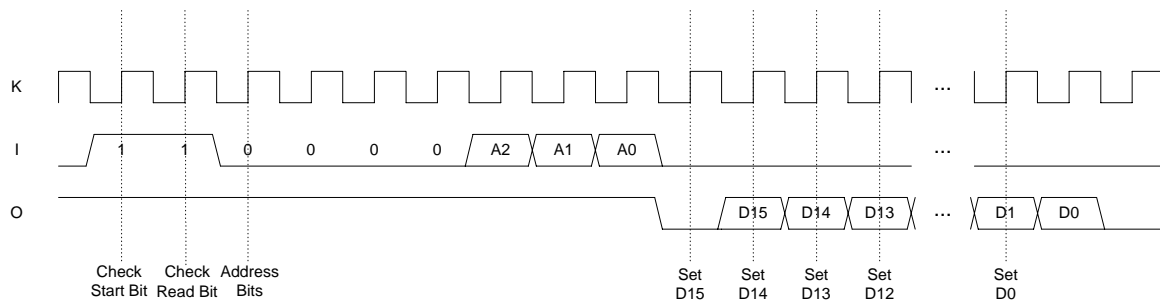 K
...
I
1 1 0 0 0 0 A2 A1 A0
...
O
D15 D14 D13 ... D1 D0
Check Start Bit
Check Read Bit
Address Bits
Set D15
Set D14
Set D13
Set D12
Set D0